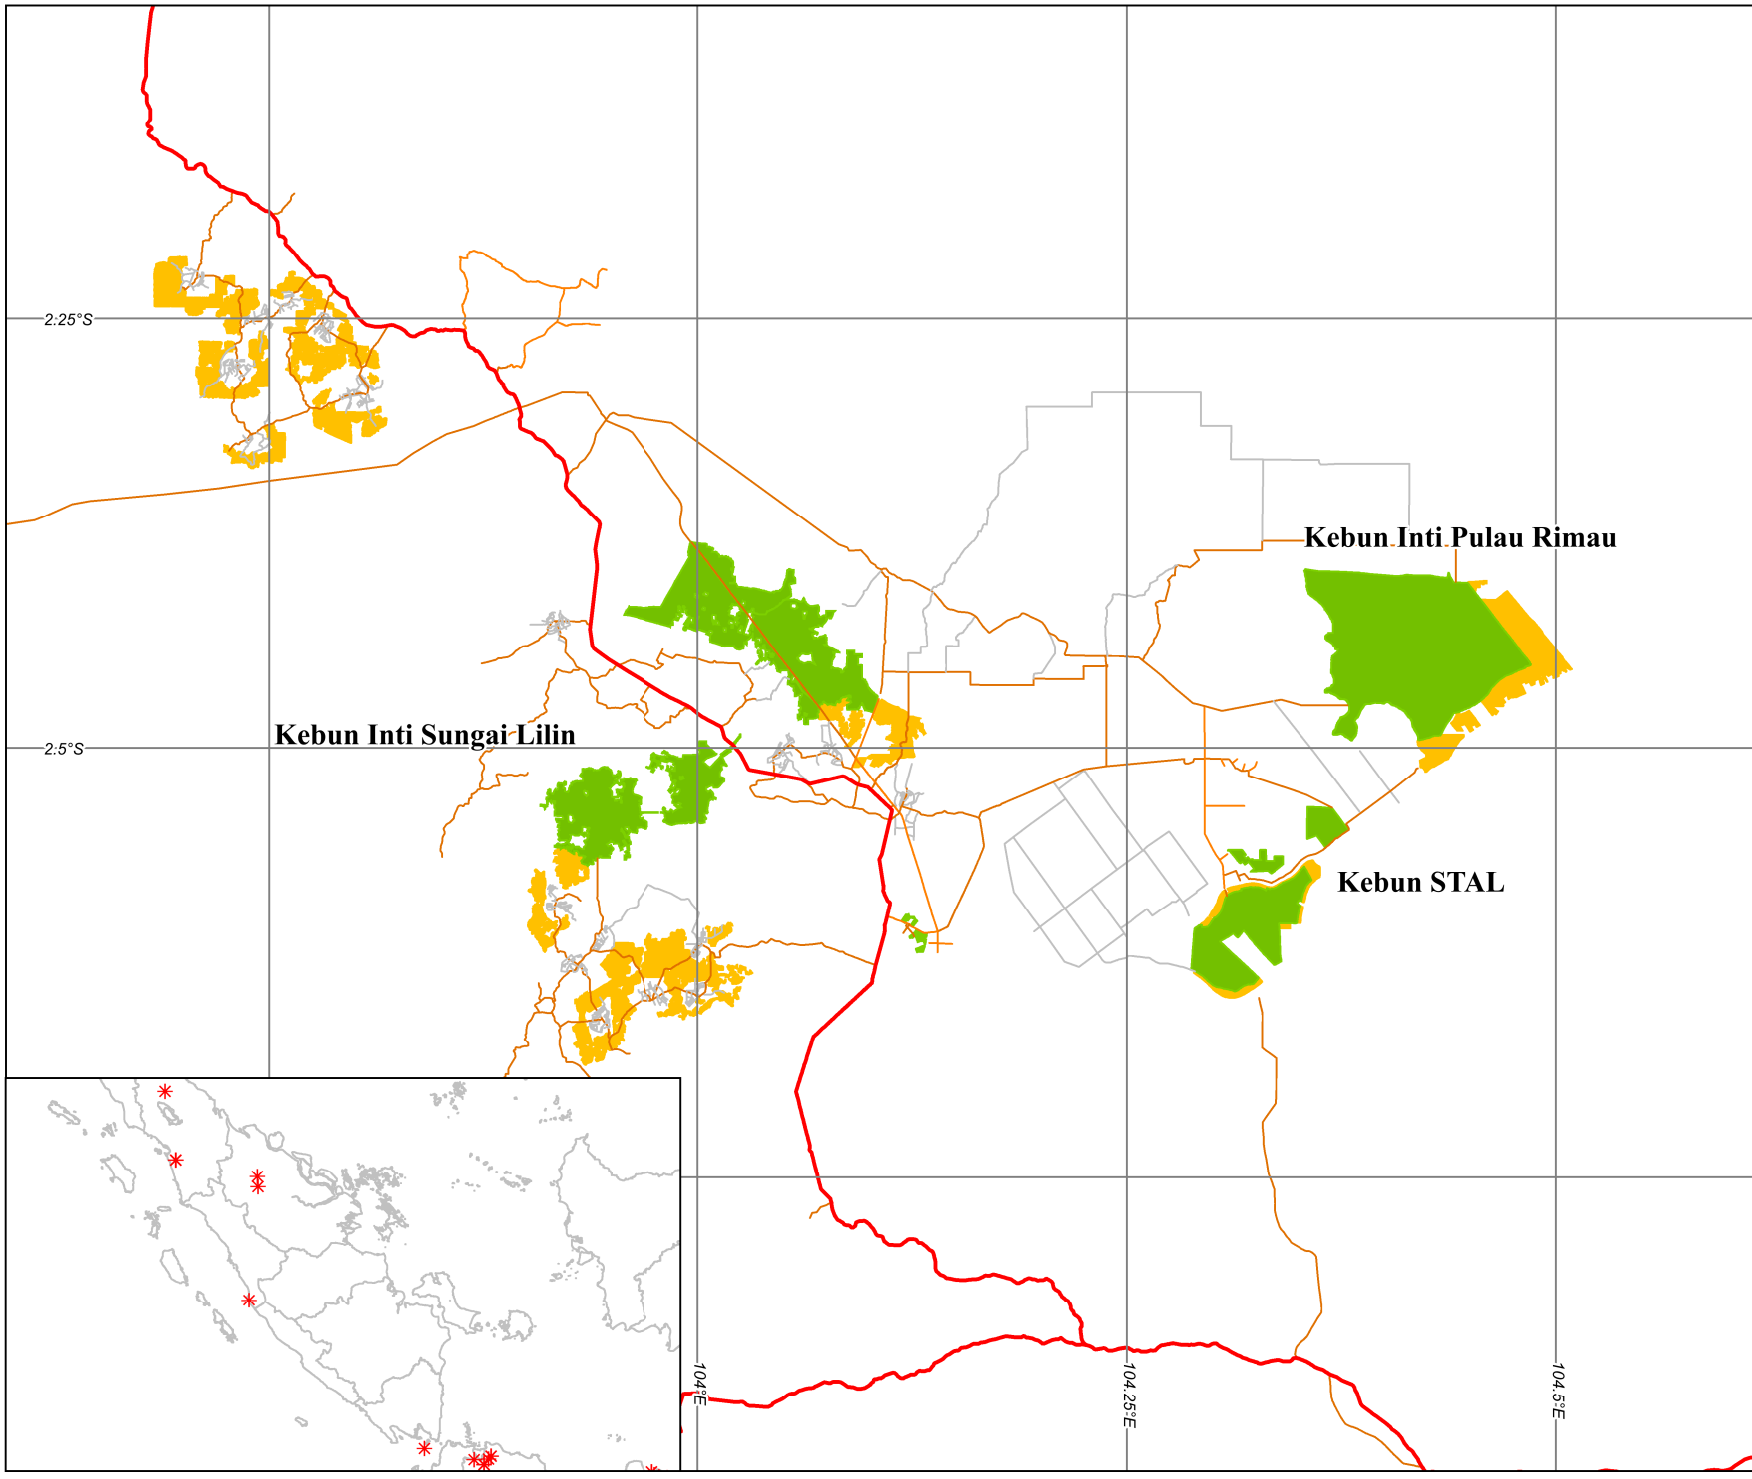 2.25°S
Kebun Inti Pulau Rimau
Kebun Inti Sungai Lilin
2.5°S
Kebun STAL
104°E
104.25°E
104.5°E